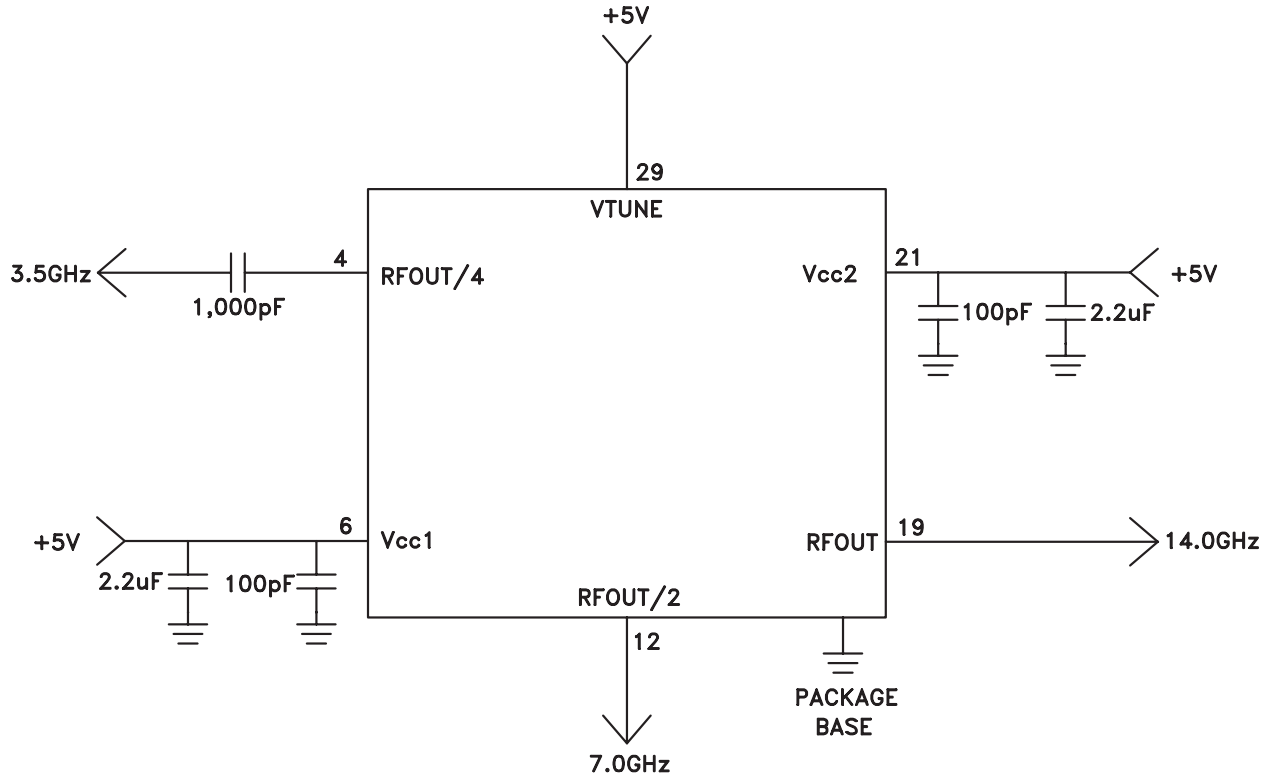 +5V
29
VTUNE
3.5GHz
4
RFOUT/4
1,000pF
Vcc2
21
+5V
100pF
2.2uF
+5V
6
Vcc1
2.2uF
100pF
RFOUT
19
14.0GHz
RFOUT/2
12
7.0GHz
PACKAGE
BASE